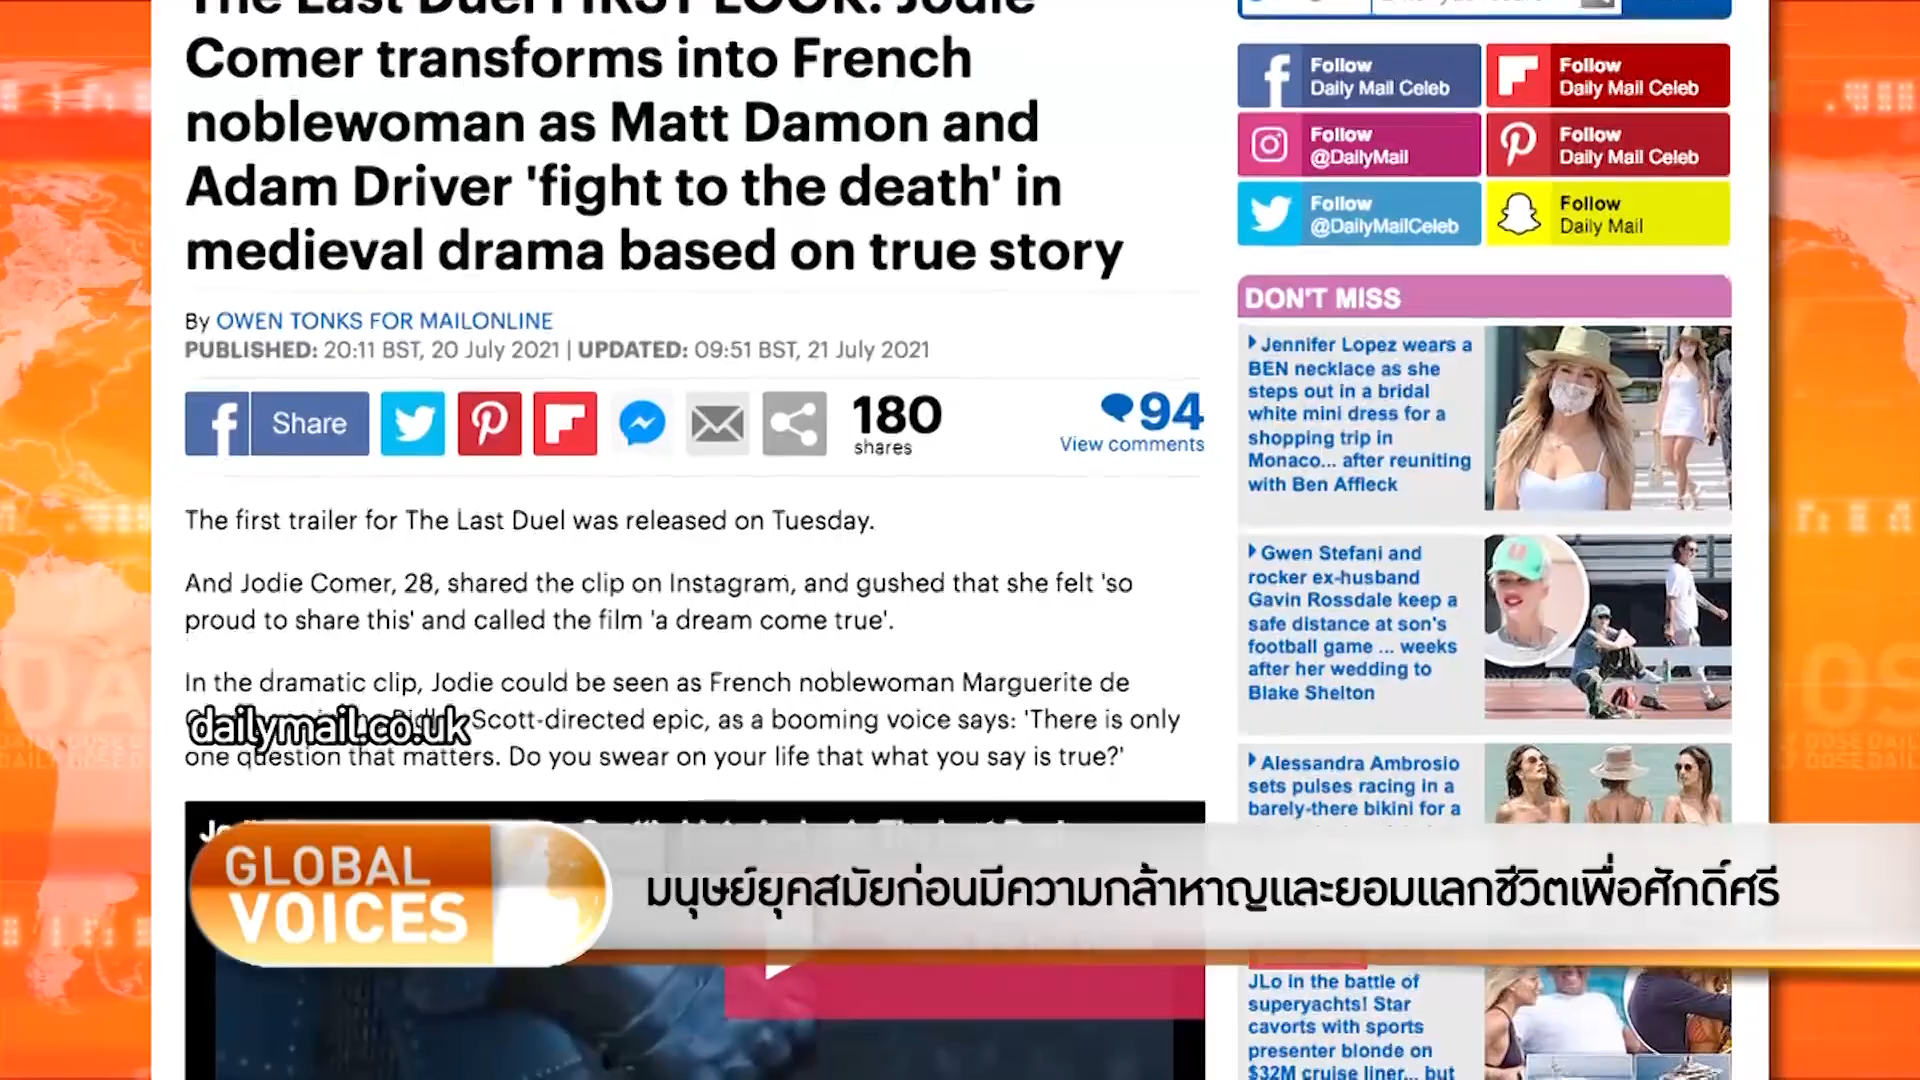 The Last Duel FIRST LOOK: Jodie
Comer transforms into French
noblewoman as Matt Damon and
Adam Driver 'fight to the death' in
medieval drama based on true story
By OWEN TONKS FOR MAILONLINE
PUBLISHED: 20:11 BST, 20 July 2021 | UPDATED: 09:51 BST, 21 July 2021
Share
180
shares
94
View comments
The first trailer for The Last Duel was released on Tuesday.
And Jodie Comer, 28, shared the clip on Instagram, and gushed that she felt 'so
proud to share this' and called the film 'a dream come true'.
In the dramatic clip, Jodie could be seen as French noblewoman Marguerite de
Scott-directed epic, as a booming voice says: 'There is only
one question that matters. Do you swear on your life that what you say is true?'
dailymail.co.uk
Follow
Daily Mail Celeb
Follow
Daily Mail Celeb
Follow
@DailyMail
Follow
Daily Mail Celeb
Follow
@DailyMailCeleb
Follow
Daily Mail
DON'T MISS
Jennifer Lopez wears a
BEN necklace as she
steps out in a bridal
white mini dress for a
shopping trip in
Monaco... after reuniting
with Ben Affleck
Gwen Stefani and
rocker ex-husband
Gavin Rossdale keep a
safe distance at son's
football game ... weeks
after her wedding to
Blake Shelton
Alessandra Ambrosio
sets pulses racing in a
barely-there bikini for a
JLo in the battle of
superyachts! Star
cavorts with sports
presenter blonde on
$32M cruise liner... but
GLOBAL
VOICES
มนุษย์ยุคสมัยก่อนมีความกล้าหาญและยอมแลกชีวิตเพื่อศักดิ์ศรี